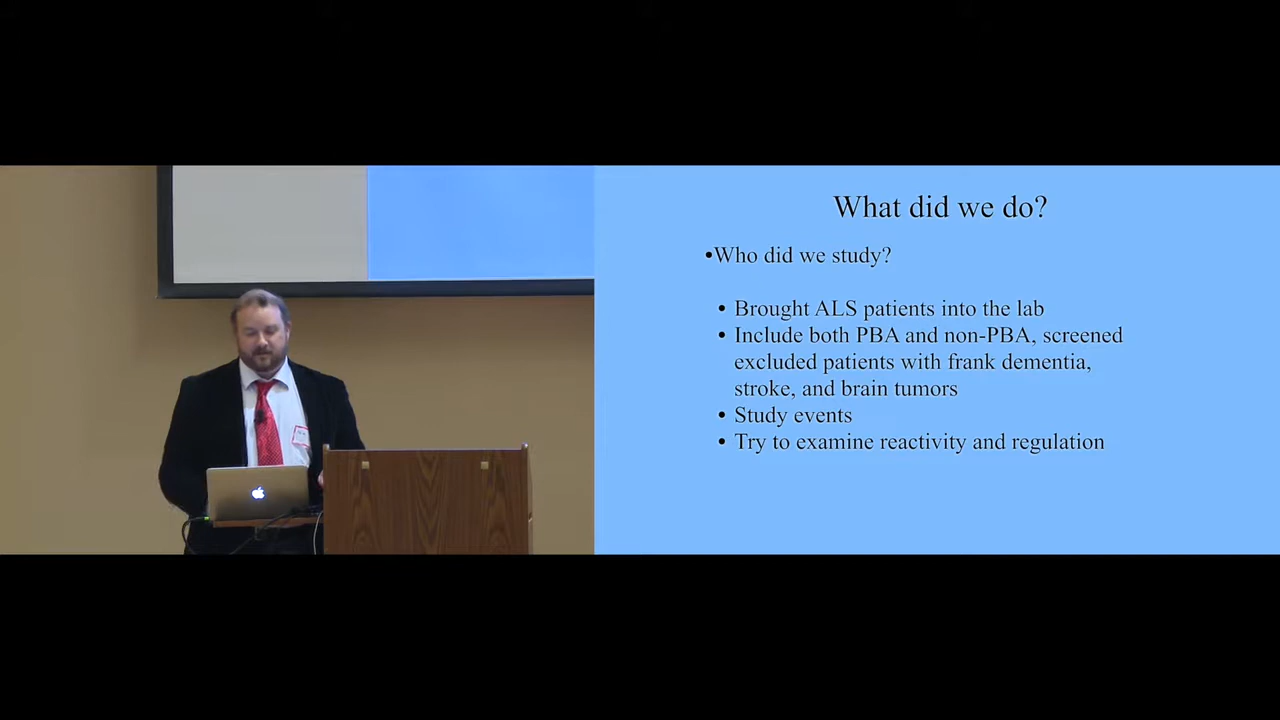 What did we do?
•Who did we study?
• Brought ALS patients into the lab
• Include both PBA and non-PBA, screened
excluded patients with frank dementia,
stroke, and brain tumors
• Study events
• Try to examine reactivity and regulation